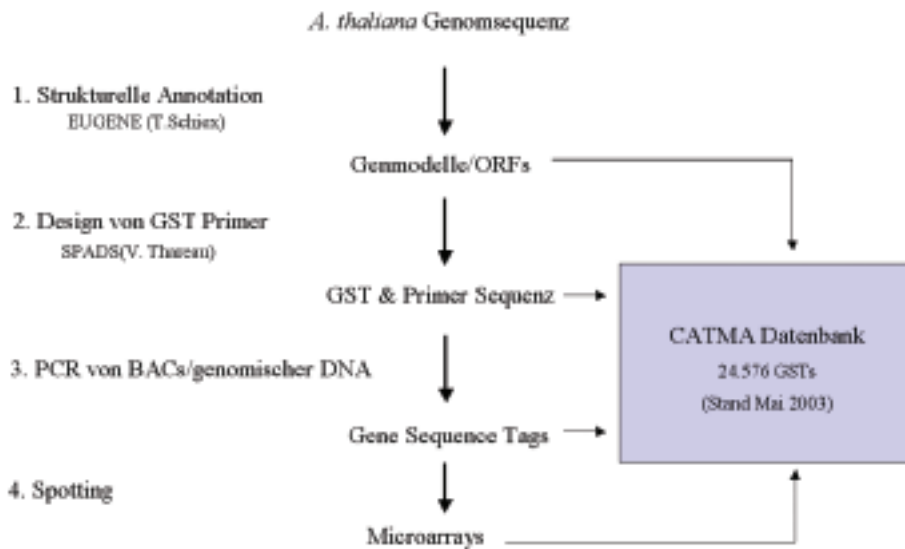 A. thaliana Genomsequenz
1. Strukturelle Annotation
EUGENE (T.Schiex)
Genmodelle/ORFs
2. Design von GST Primer
SPADS(V. Thareau)
GST & Primer Sequenz
CATMA Datenbank
24.576 GSTs
(Stand Mai 2003)
3. PCR von BACs/genomischer DNA
Gene Sequence Tags
4. Spotting
Microarrays